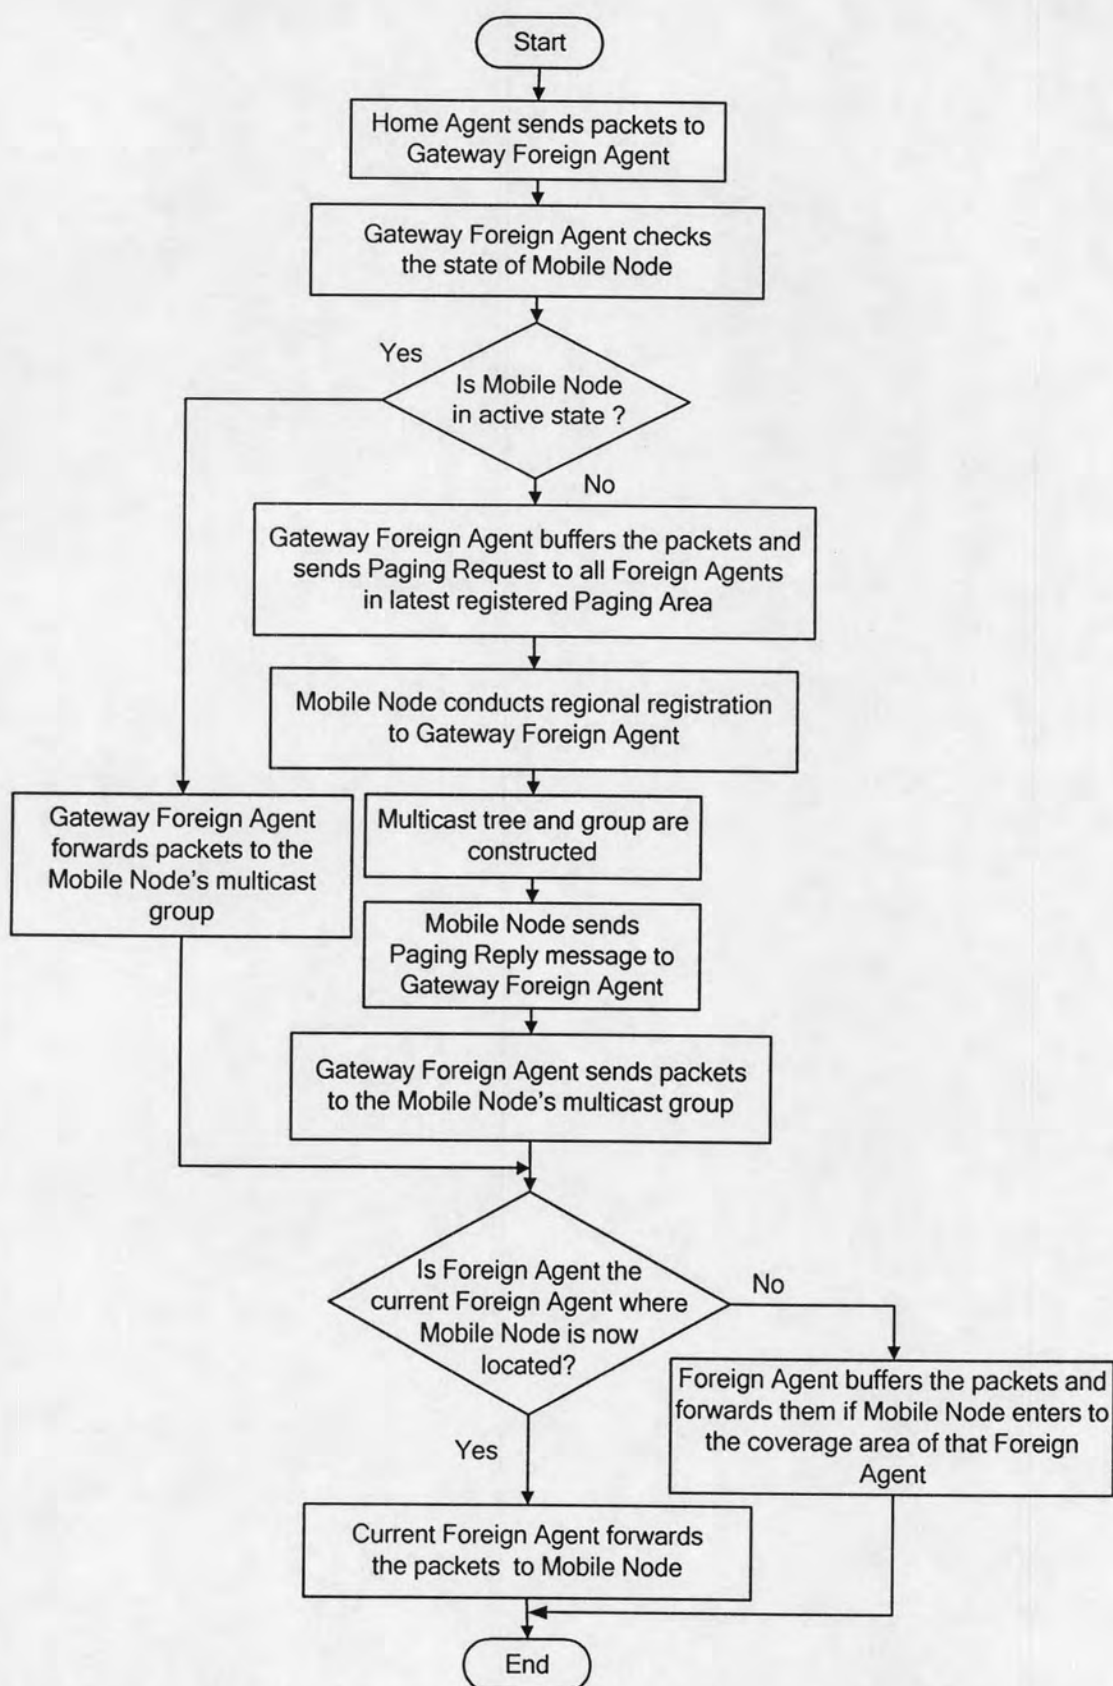 Start
Home Agent sends packets to
Gateway Foreign Agent
Gateway Foreign Agent checks
the state of Mobile Node
Yes
Is Mobile Node
in active state ?
No
Gateway Foreign Agent buffers the packets and
sends Paging Request to all Foreign Agents
in latest registered Paging Area
Mobile Node conducts regional registration
to Gateway Foreign Agent
Gateway Foreign Agent
forwards packets to the
Mobile Node's multicast
group
Multicast tree and group are
constructed
Mobile Node sends
Paging Reply message to
Gateway Foreign Agent
Gateway Foreign Agent sends packets
to the Mobile Node's multicast group
Is Foreign Agent the
current Foreign Agent where
Mobile Node is now
located?
No
Foreign Agent buffers the packets and
forwards them if Mobile Node enters to
the coverage area of that Foreign
Agent
Yes
Current Foreign Agent forwards
the packets to Mobile Node
End